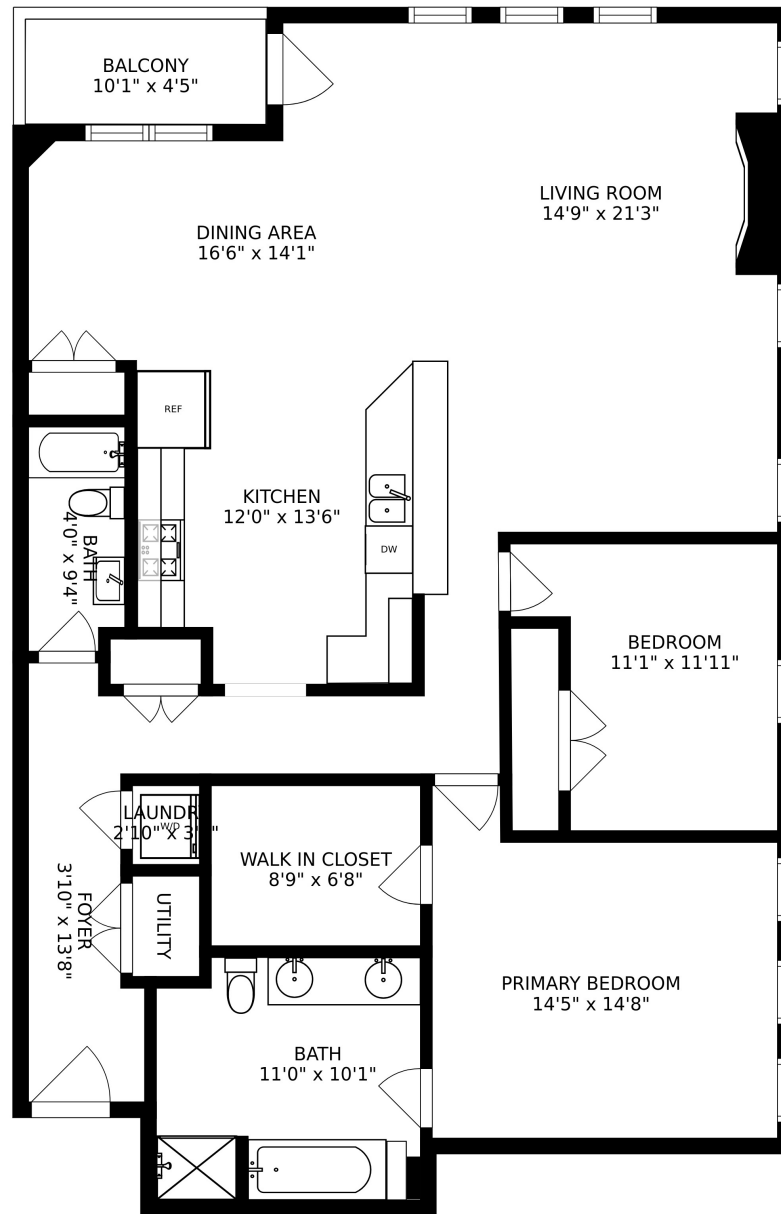 BALCONY
10'1" x 4'5"
LIVING ROOM
14'9" x 21'3"
DINING AREA
16'6" x 14'1"
REF
KITCHEN
12'0" x 13'6"
BATH
4'0" x 9'4"
DW
BEDROOM
11'1" x 11'11"
LAUNDRY
W/D
2'10" x
WALK IN CLOSET
8'9" x 6'8"
FOYER
3'10" x 13'8"
UTILITY
PRIMARY BEDROOM
14'5" x 14'8"
BATH
11'0" x 10'1"